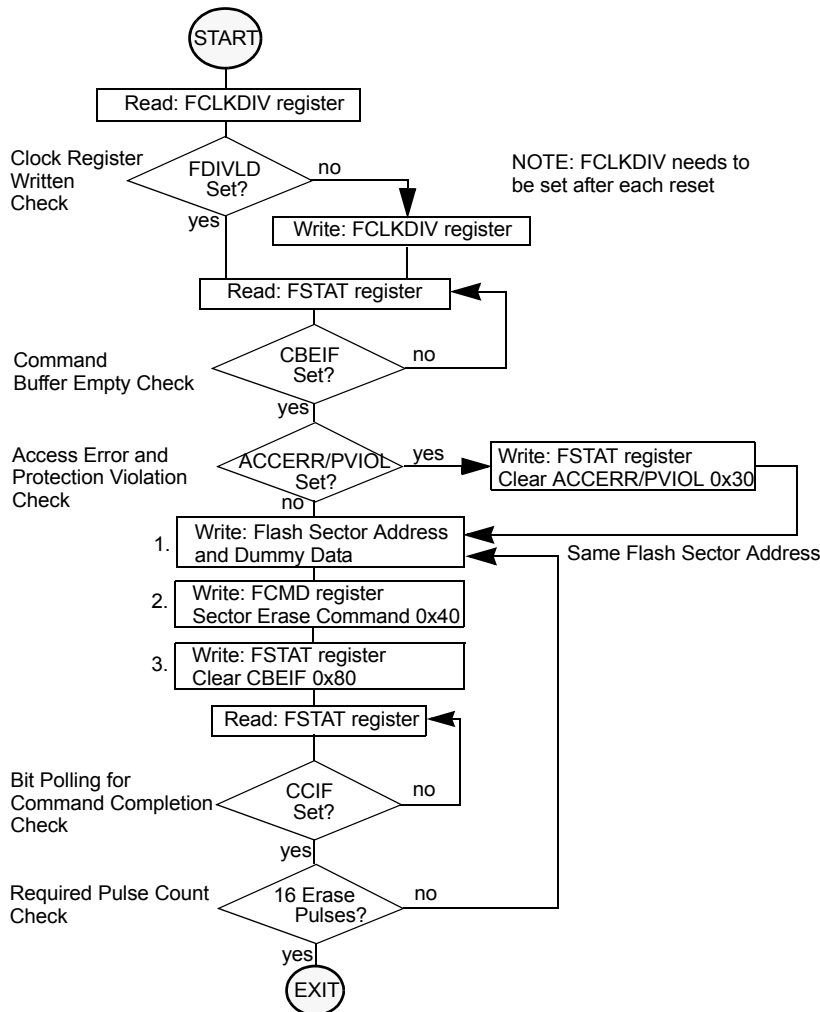 START
Read: FCLKDIV register
Clock Register
Written
Check
FDIVLD
Set?
no
yes
NOTE: FCLKDIV needs to
be set after each reset
Write: FCLKDIV register
Read: FSTAT register
Command
Buffer Empty Check
CBEIF
Set?
no
yes
Access Error and
Protection Violation
Check
ACCERR/PVIOL
Set?
yes
no
Write: FSTAT register
Clear ACCERR/PVIOL 0x30
1.
Write: Flash Sector Address
and Dummy Data
Same Flash Sector Address
2.
Write: FCMD register
Sector Erase Command 0x40
3.
Write: FSTAT register
Clear CBEIF 0x80
Read: FSTAT register
Bit Polling for
Command Completion
Check
CCIF
Set?
no
yes
Required Pulse Count
Check
16 Erase
Pulses?
no
yes
EXIT